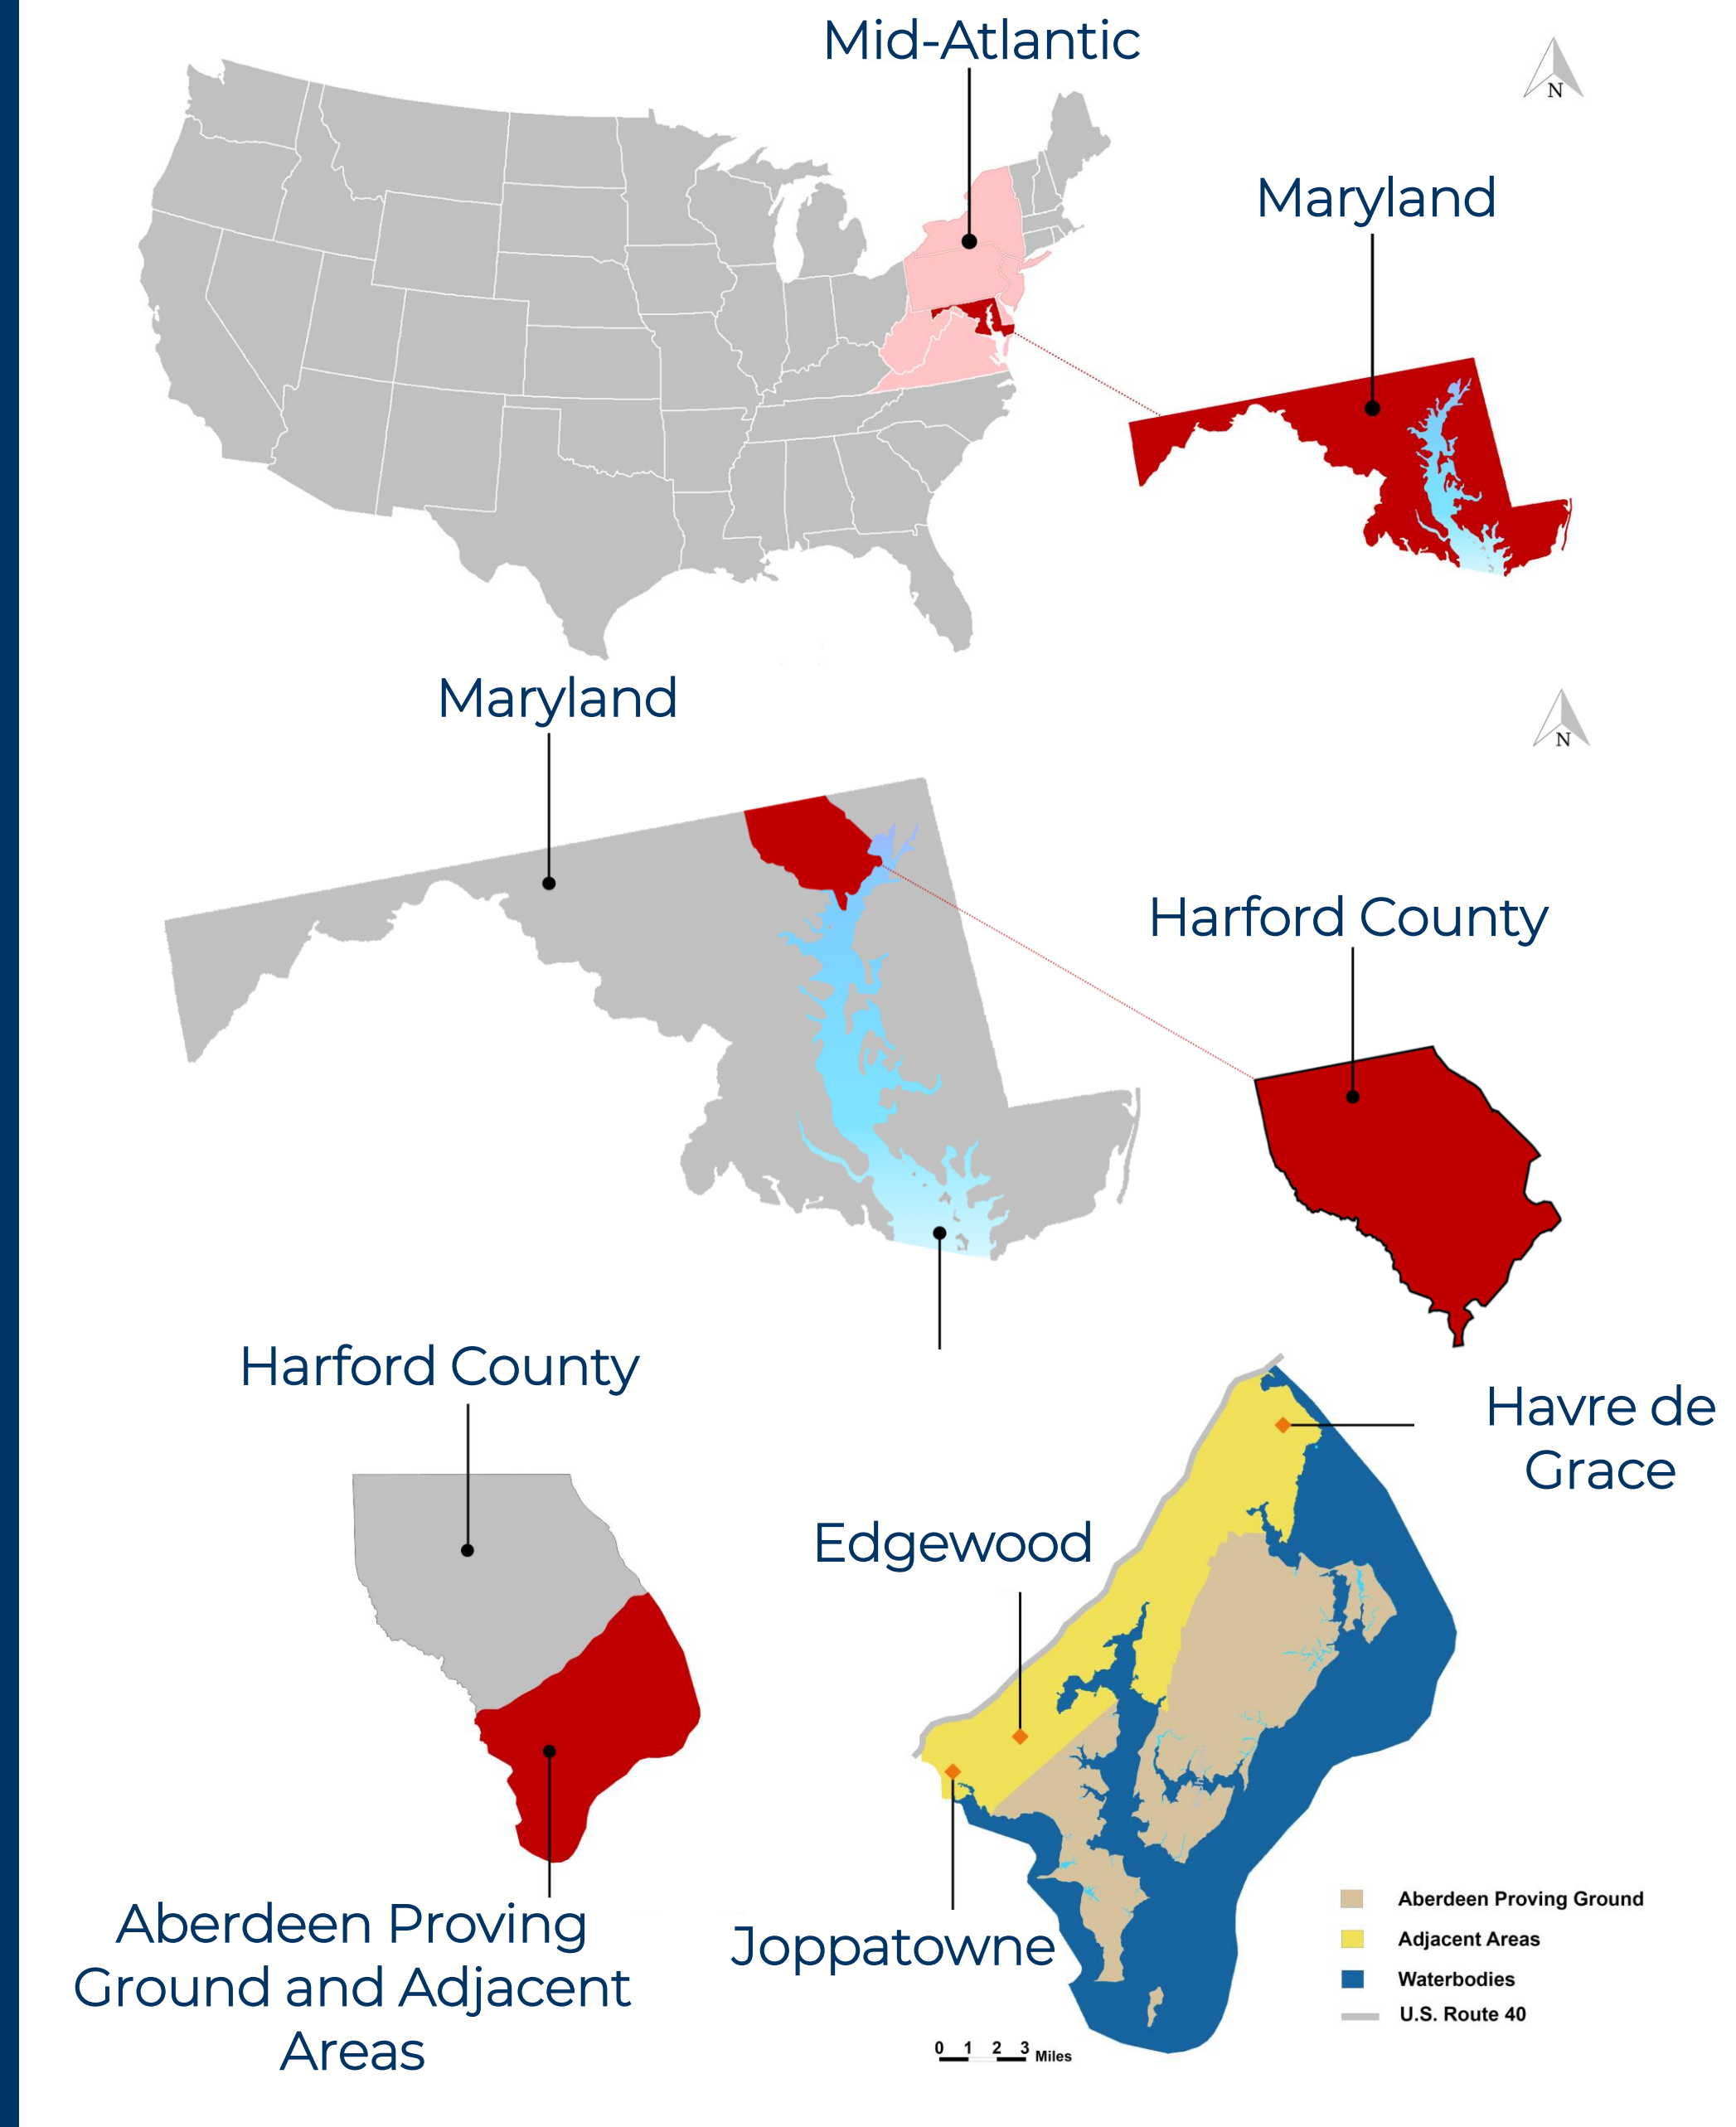 Mid-Atlantic
N
Maryland
Maryland
N
Harford County
Harford County
Havre de
Grace
Edgewood
Aberdeen Proving
Ground and Adjacent
Areas
Joppatowne
Aberdeen Proving Ground
Adjacent Areas
Waterbodies
U.S. Route 40
0 1 2 3 Miles